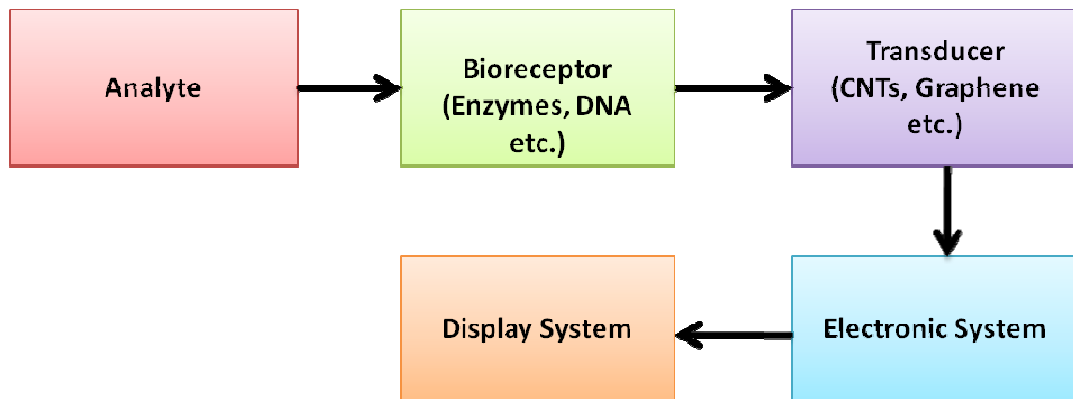 Analyte
Bioreceptor
(Enzymes, DNA
etc.)
Transducer
(CNTs, Graphene
etc.)
Display System
Electronic System